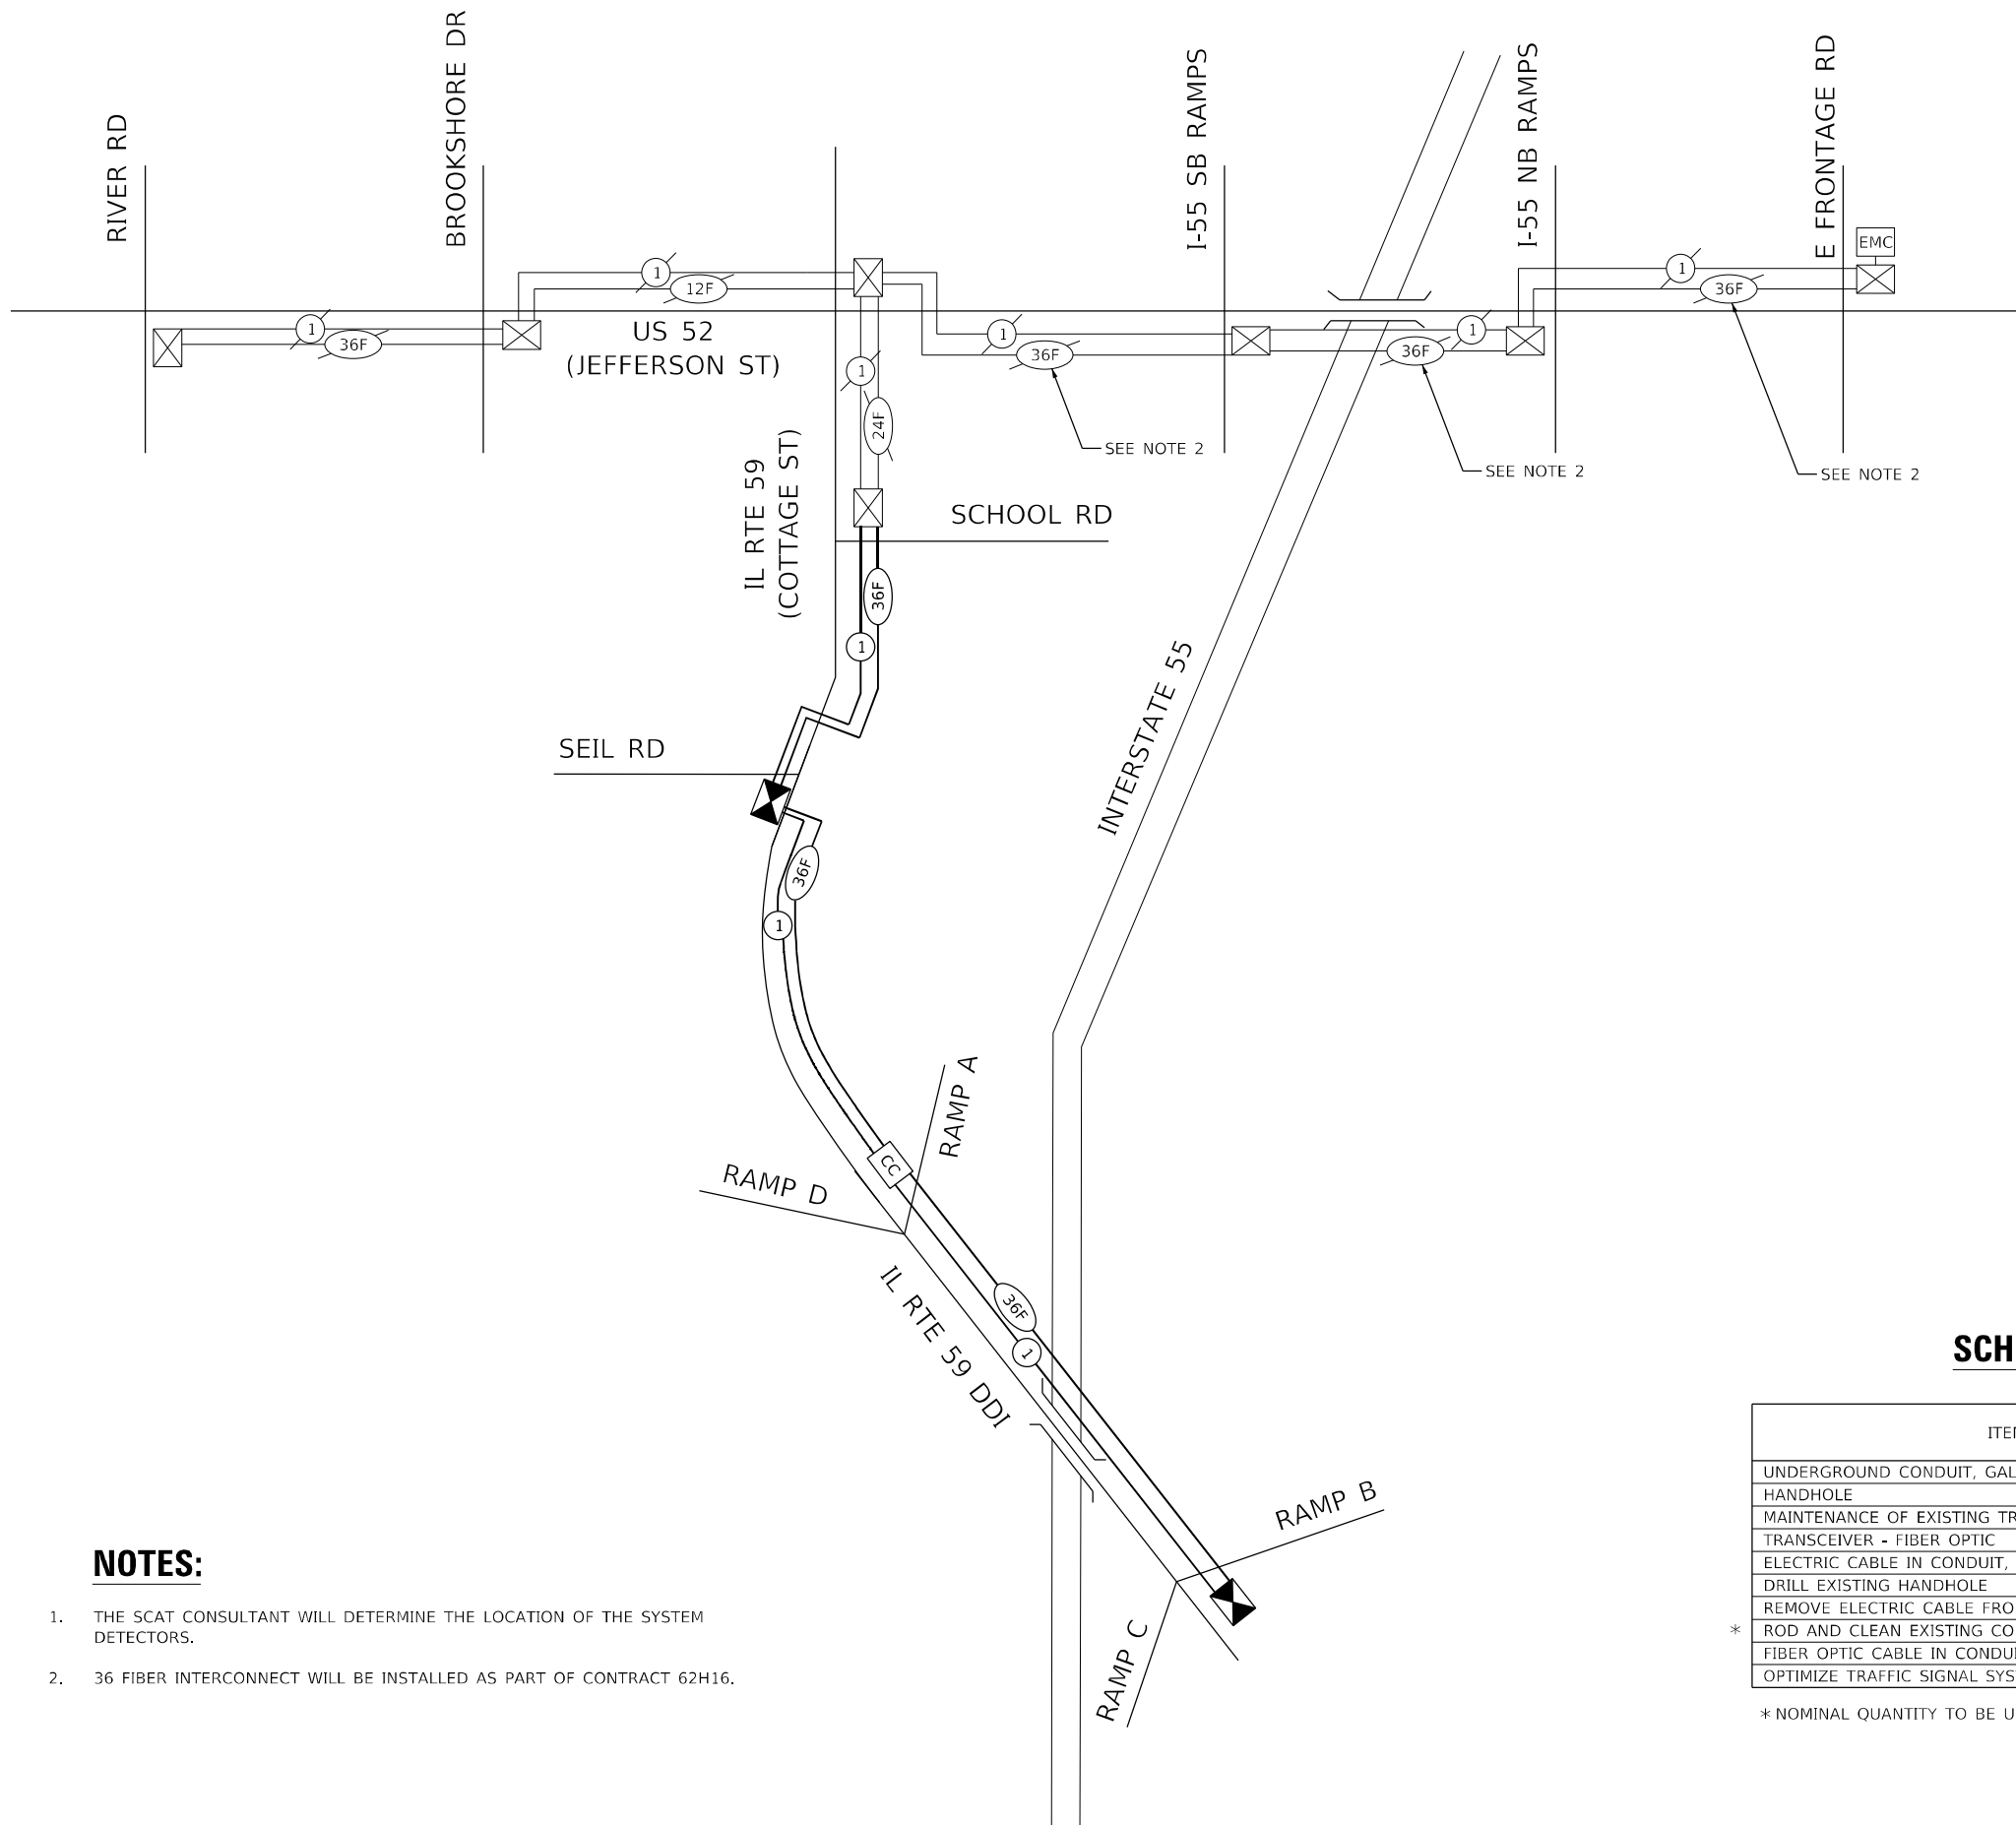 RIVER RD
BROOKSHORE DR
I-55 SB RAMPS
I-55 NB RAMPS
E FRONTAGE RD
EMC
1
12F
1
36F
1
36F
US 52
(JEFFERSON ST)
1
36F
1
36F
1
24F
SEE NOTE 2
SEE NOTE 2
SEE NOTE 2
IL RTE 59
(COTTAGE ST)
SCHOOL RD
36F
1
INTERSTATE 55
SEIL RD
36F
1
RAMP A
CC
RAMP D
36F
1
IL RTE 59 DDI
RAMP B
RAMP C
NOTES:
1. THE SCAT CONSULTANT WILL DETERMINE THE LOCATION OF THE SYSTEM
DETECTORS.
2. 36 FIBER INTERCONNECT WILL BE INSTALLED AS PART OF CONTRACT 62H16.
SCH
ITE
UNDERGROUND CONDUIT, GAL
HANDHOLE
MAINTENANCE OF EXISTING TR
TRANSCEIVER - FIBER OPTIC
ELECTRIC CABLE IN CONDUIT,
DRILL EXISTING HANDHOLE
REMOVE ELECTRIC CABLE FRO
* ROD AND CLEAN EXISTING CO
FIBER OPTIC CABLE IN CONDUI
OPTIMIZE TRAFFIC SIGNAL SYS
* NOMINAL QUANTITY TO BE U